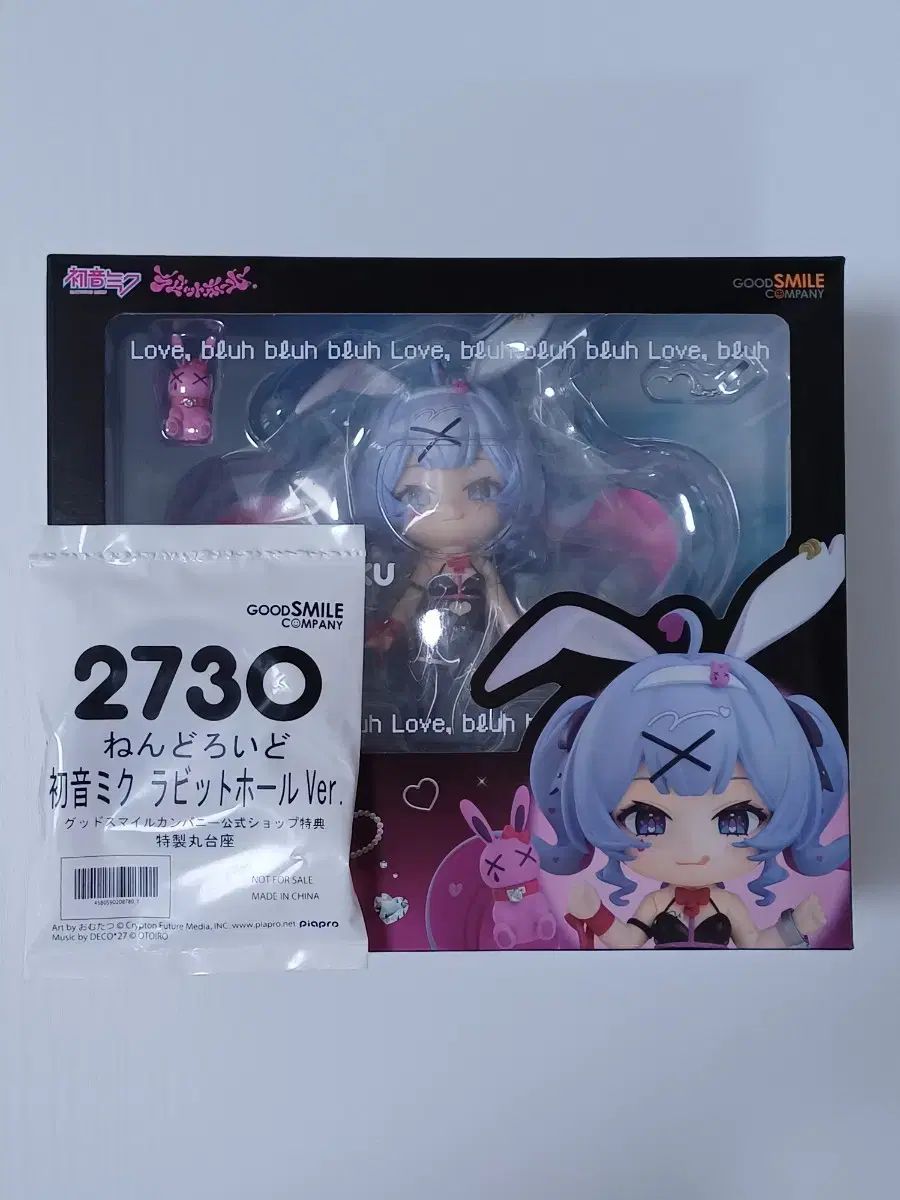 初音ミク ラビットホール
GOOD SMILE
COMPANY
Love, bluh bluh bluh Love, bluh bluh bluh Love, bluh
KU
uh Love, bluh b
GOOD SMILE
COMPANY
2730
ねんどろいど
初音ミク ラビットホール Ver.
グッドスマイルカンパニー公式ショップ特典
特製丸台座
NOT FOR SALE
MADE IN CHINA
Art by おむたつ © Crypton Future Media, INC. www.piapro.net piapro
Music by DECO*27 © OTOIRO